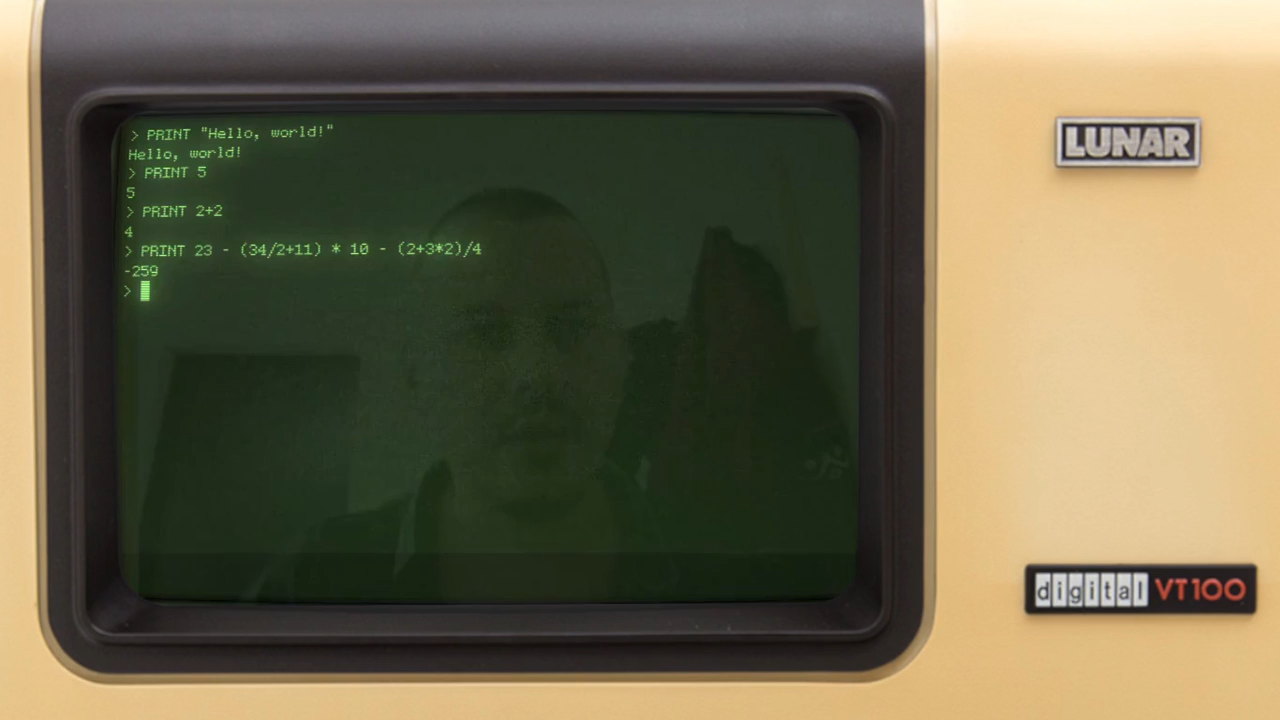 > PRINT "Hello, world!"
Hello, world!
> PRINT 5
5
> PRINT 2+2
4
> PRINT 23 - (34/2+11) * 10 - (2+3*2)/4
-259
>
LUNAR
digital VT100